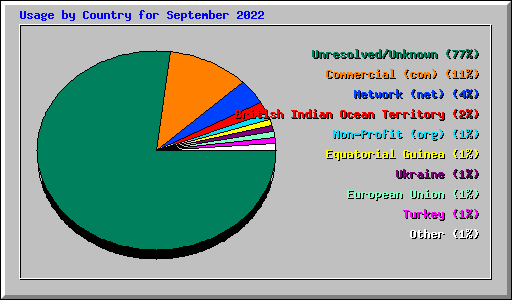 Usage by Country for September 2022
Unresolved/Unknown (77%)
Commercial (com) (11%)
Network (net) (4%)
British Indian Ocean Territory (2%)
Non-Profit (org) (1%)
Equatorial Guinea (1%)
Ukraine (1%)
European Union (1%)
Turkey (1%)
Other (1%)